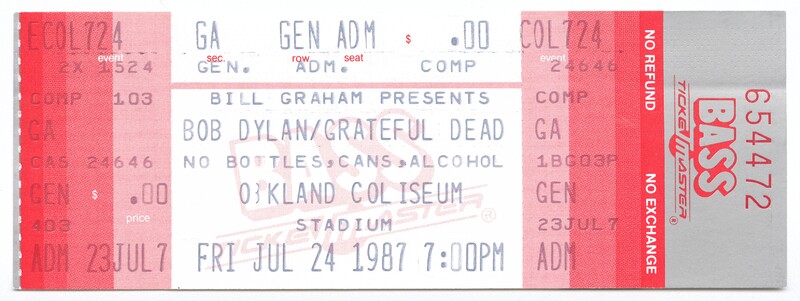 ECOL724 GA GEN ADM $ .00 COL724
event sec. row seat event
2X 1524 GEN. ADM. COMP 24646
COMP 103 BILL GRAHAM PRESENTS COMP
GA BOB DYLAN/GRATEFUL DEAD GA
CAS 24646 NO BOTTLES,CANS,ALCOHOL 1BG03P
GEN $ .00 OAKLAND COLISEUM GEN
price
403 STADIUM 23JUL7
ADM 23JUL7 FRI JUL 24 1987 7:00PM ADM
BASS
TICKETMASTER®
NO REFUND
NO EXCHANGE
BASS
TICKETMASTER®
654472